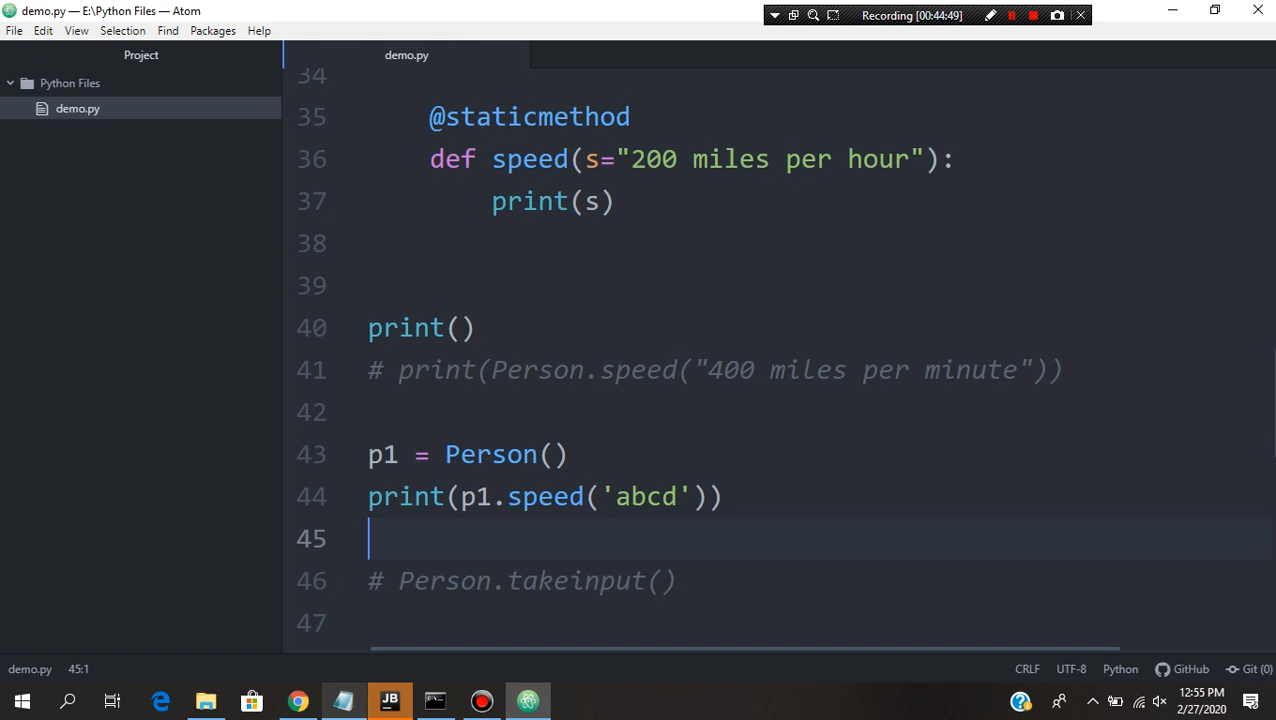 demo.py — E:\Python Files — Atom
Recording [00:44:49]
File Edit View Selection Find Packages Help
Project
demo.py
Python Files
demo.py
34
35 @staticmethod
36 def speed(s="200 miles per hour"):
37 print(s)
38
39
40 print()
41 # print(Person.speed("400 miles per minute"))
42
43 p1 = Person()
44 print(p1.speed('abcd'))
45
46 # Person.takeinput()
47
demo.py 45:1 CRLF UTF-8 Python GitHub Git (0)
JB
12:55 PM
2/27/2020